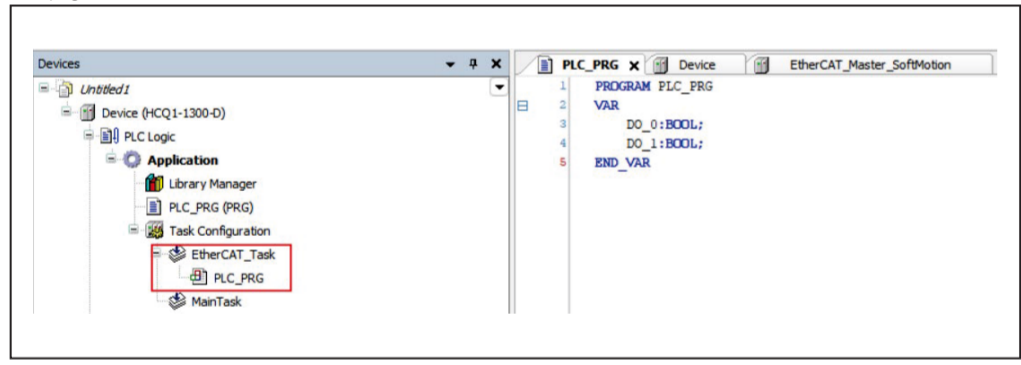 Devices
Untitled1
Device (HCQ1-1300-D)
PLC Logic
Application
Library Manager
PLC_PRG (PRG)
Task Configuration
EtherCAT_Task
PLC_PRG
MainTask
PLC_PRG Device EtherCAT_Master_SoftMotion
1 PROGRAM PLC_PRG
2 VAR
3 DO_0:BOOL;
4 DO_1:BOOL;
5 END_VAR